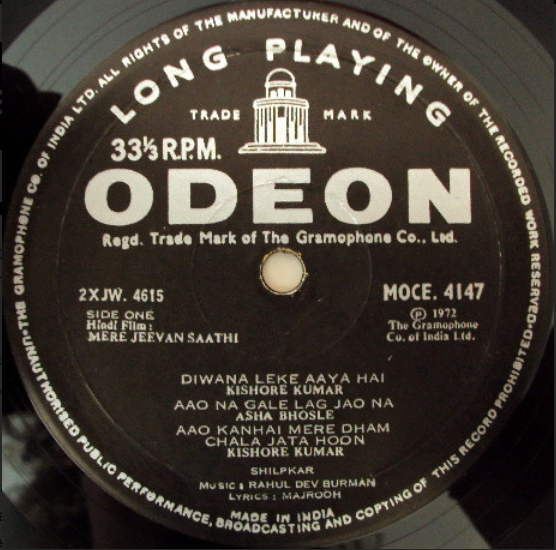 THE GRAMOPHONE CO. OF INDIA LTD. ALL RIGHTS OF THE MANUFACTURER AND OF THE OWNER OF THE RECORDED WORK RESERVED·UNAUTHORISED PUBLIC PERFORMANCE, BROADCASTING AND COPYING OF THIS RECORD PROHIBITED·
LONG PLAYING
TRADE MARK
33⅓ R.P.M.
ODEON
Regd. Trade Mark of The Gramophone Co., Ltd.
2XJW. 4615
MOCE. 4147
SIDE ONE
Hindi Film :
MERE JEEVAN SAATHI
℗ 1972
The Gramophone
Co. of India Ltd.
DIWANA LEKE AAYA HAI
KISHORE KUMAR
AAO NA GALE LAG JAO NA
ASHA BHOSLE
AAO KANHAI MERE DHAM
CHALA JATA HOON
KISHORE KUMAR
SHILPKAR
MUSIC : RAHUL DEV BURMAN
LYRICS : MAJROOH
MADE IN INDIA